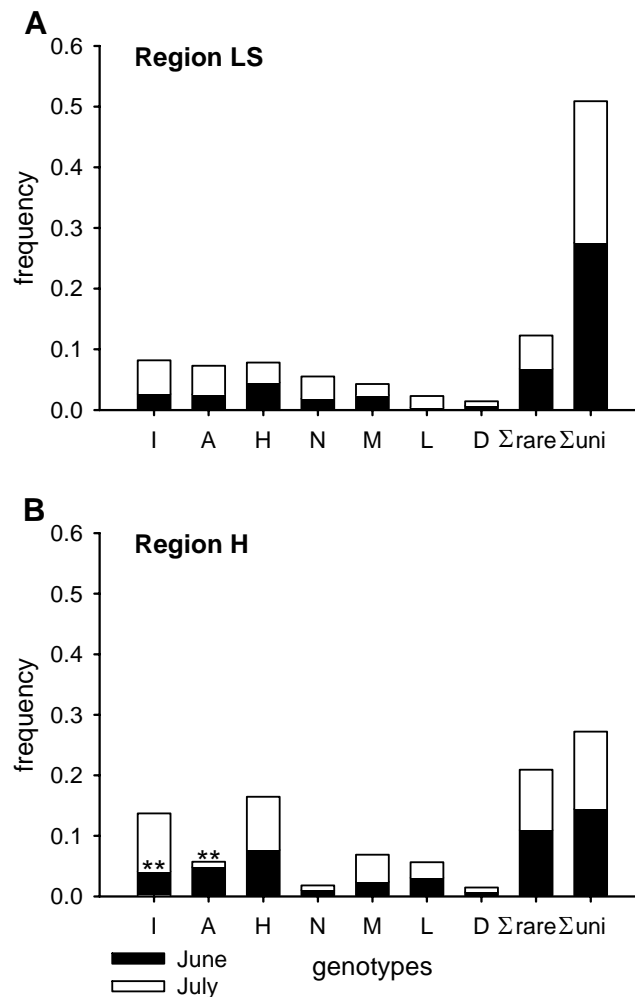 A
Region LS
frequency
0.6
0.5
0.4
0.3
0.2
0.1
0.0
I A H N M L D Σrare Σuni
B
Region H
frequency
0.6
0.5
0.4
0.3
0.2
0.1
0.0
** **
I A H N M L D Σrare Σuni
genotypes
June
July